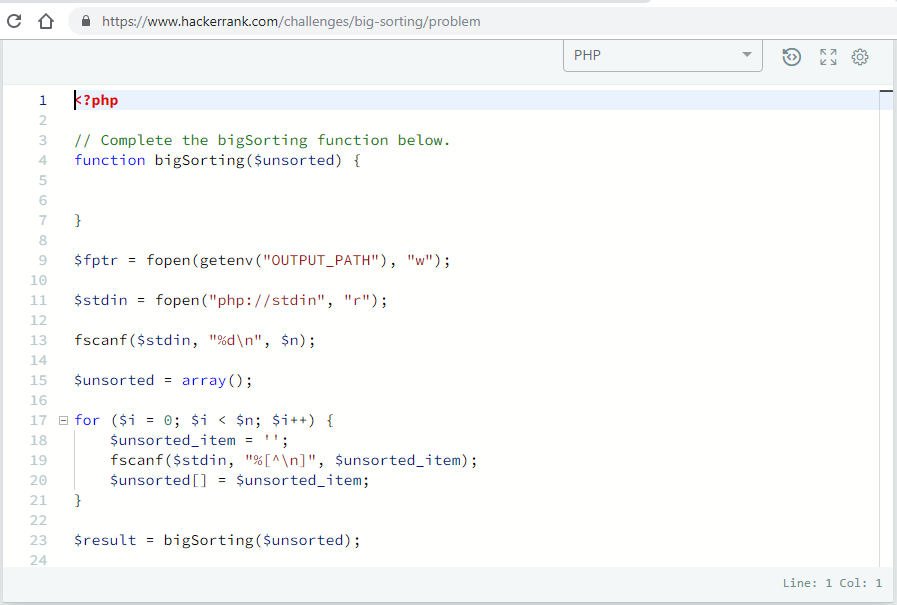 https://www.hackerrank.com/challenges/big-sorting/problem
PHP
1 <?php
2
3 // Complete the bigSorting function below.
4 function bigSorting($unsorted) {
5
6
7 }
8
9 $fptr = fopen(getenv("OUTPUT_PATH"), "w");
10
11 $stdin = fopen("php://stdin", "r");
12
13 fscanf($stdin, "%d\n", $n);
14
15 $unsorted = array();
16
17 for ($i = 0; $i < $n; $i++) {
18     $unsorted_item = '';
19     fscanf($stdin, "%[^\n]", $unsorted_item);
20     $unsorted[] = $unsorted_item;
21 }
22
23 $result = bigSorting($unsorted);
24
Line: 1 Col: 1